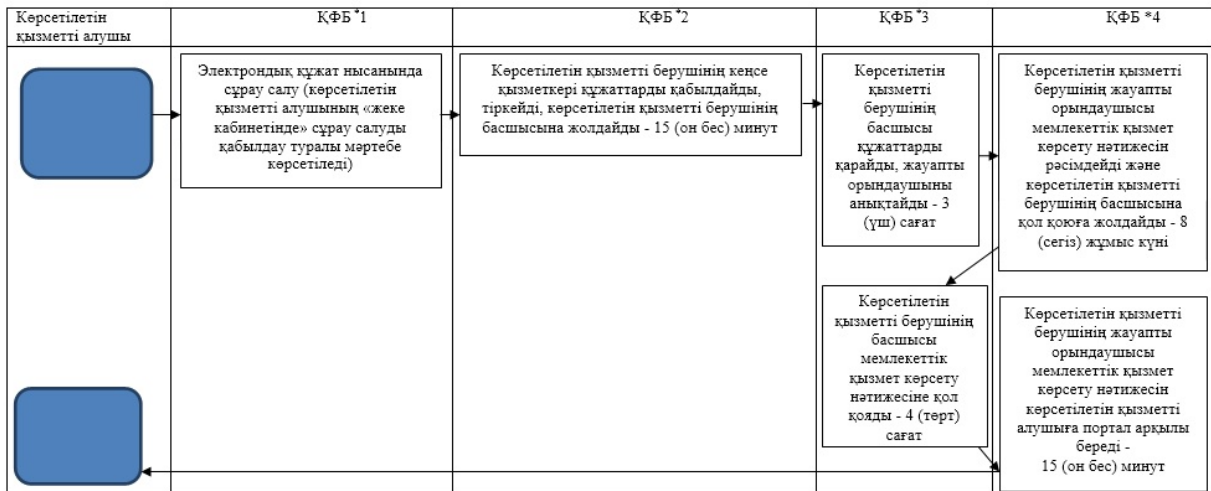 Көрсетілетін
қызметті алушы
ҚФБ *1
ҚФБ *2
ҚФБ *3
ҚФБ *4
Электрондық құжат нысанында
сұрау салу (көрсетілетін
қызметті алушының «жеке
кабинетінде» сұрау салуды
қабылдау туралы мәртебе
көрсетіледі)
Көрсетілетін қызметті берушінің кеңсе
қызметкері құжаттарды қабылдайды,
тіркейді, көрсетілетін қызметті берушінің
басшысына жолдайды - 15 (он бес) минут
Көрсетілетін
қызметті
берушінің
басшысы
құжаттарды
қарайды, жауапты
орындаушыны
анықтайды - 3
(үш) сағат
Көрсетілетін қызметті
берушінің жауапты
орындаушысы
мемлекеттік қызмет
көрсету нәтижесін
рәсімдейді және
көрсетілетін қызметті
берушінің басшысына
қол қоюға жолдайды - 8
(сегіз) жұмыс күні
Көрсетілетін
қызметті берушінің
басшысы
мемлекеттік
қызмет көрсету
нәтижесіне қол
қояды - 4 (төрт)
сағат
Көрсетілетін қызметті
берушінің жауапты
орындаушысы
мемлекеттік қызмет
көрсету нәтижесін
көрсетілетін қызметті
алушыға портал арқылы
береді -
15 (он бес) минут